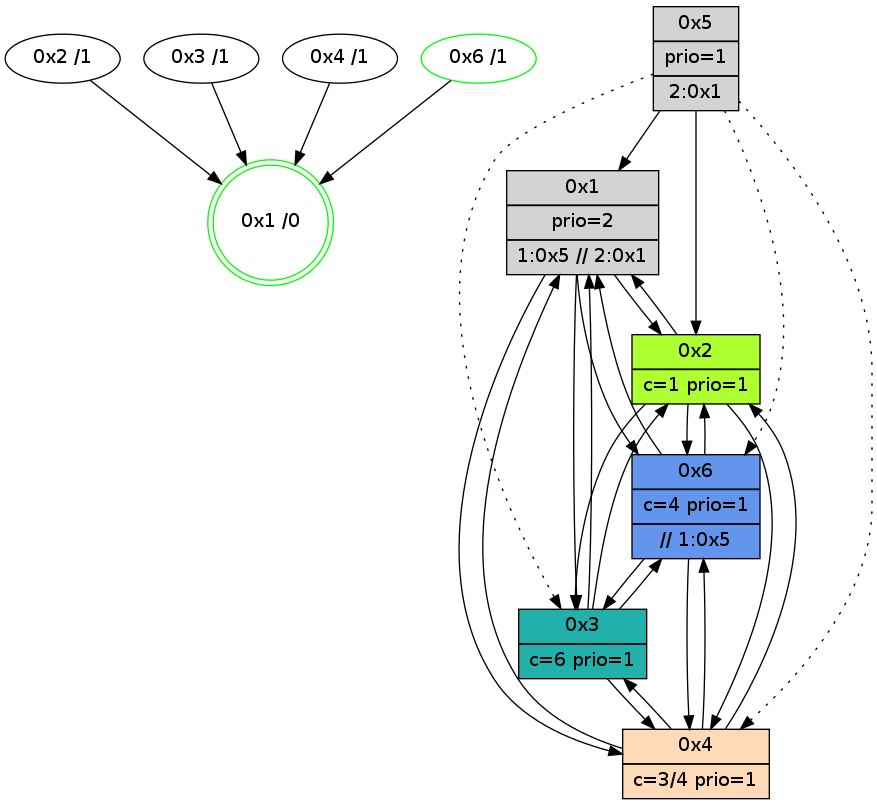 0x2 /1
0x3 /1
0x4 /1
0x6 /1
0x1 /0
0x5
prio=1
2:0x1
0x1
prio=2
1:0x5 // 2:0x1
0x2
c=1 prio=1
0x6
c=4 prio=1
// 1:0x5
0x3
c=6 prio=1
0x4
c=3/4 prio=1